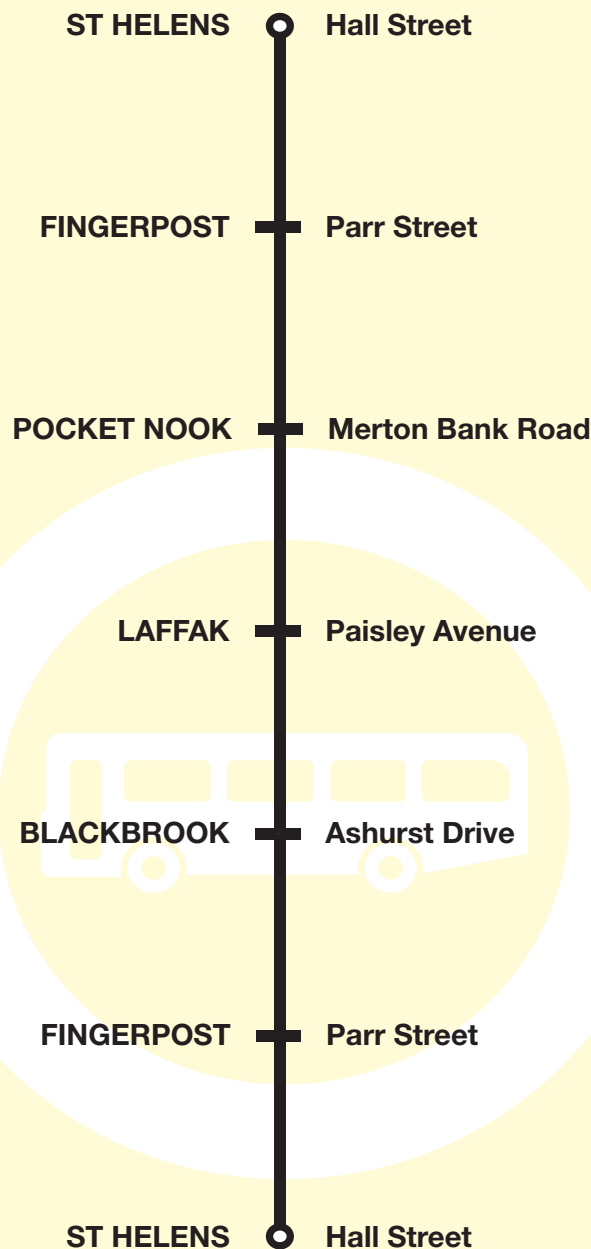 ST HELENS Hall Street
FINGERPOST Parr Street
POCKET NOOK Merton Bank Road
LAFFAK Paisley Avenue
BLACKBROOK Ashurst Drive
FINGERPOST Parr Street
ST HELENS Hall Street